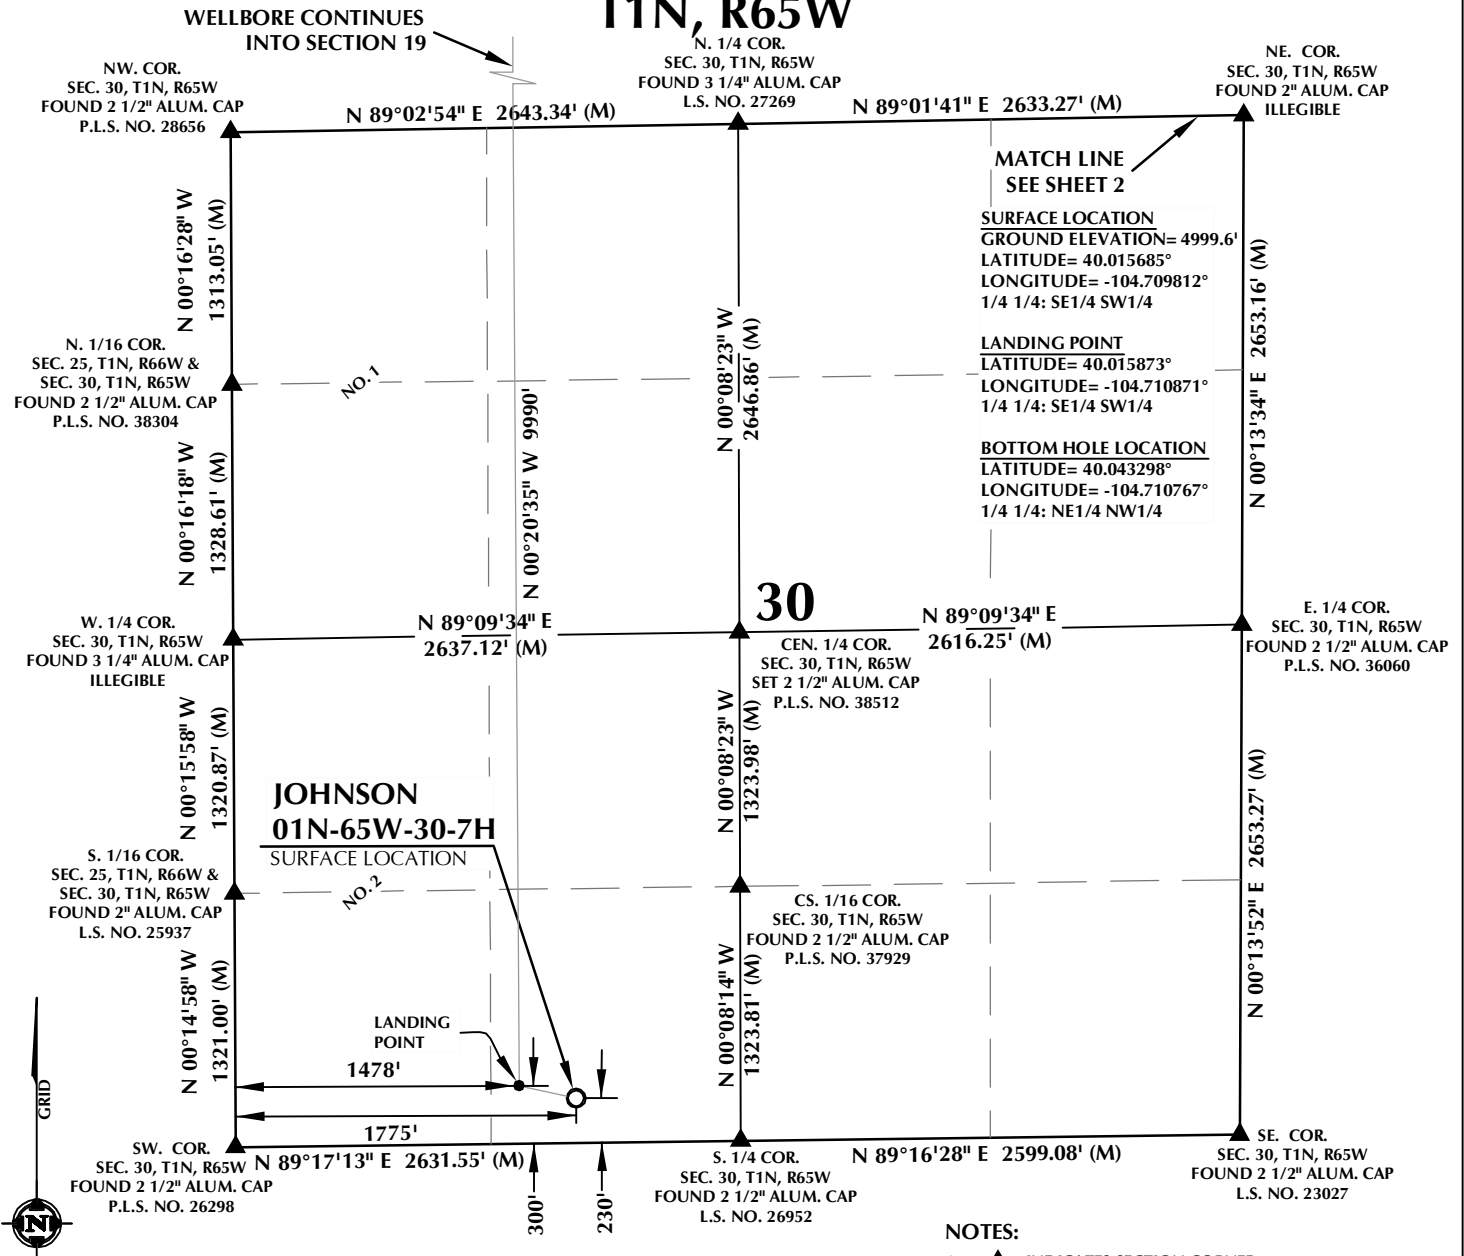 T1N, R65W
WELLBORE CONTINUES
INTO SECTION 19
NW. COR.
SEC. 30, T1N, R65W
FOUND 2 1/2" ALUM. CAP
P.L.S. NO. 28656
N. 1/4 COR.
SEC. 30, T1N, R65W
FOUND 3 1/4" ALUM. CAP
L.S. NO. 27269
NE. COR.
SEC. 30, T1N, R65W
FOUND 2" ALUM. CAP
ILLEGIBLE
N 89°02'54" E 2643.34' (M)
N 89°01'41" E 2633.27' (M)
MATCH LINE
SEE SHEET 2
SURFACE LOCATION
GROUND ELEVATION= 4999.6'
LATITUDE= 40.015685°
LONGITUDE= -104.709812°
1/4 1/4: SE1/4 SW1/4
LANDING POINT
LATITUDE= 40.015873°
LONGITUDE= -104.710871°
1/4 1/4: SE1/4 SW1/4
BOTTOM HOLE LOCATION
LATITUDE= 40.043298°
LONGITUDE= -104.710767°
1/4 1/4: NE1/4 NW1/4
N 00°16'28" W
1313.05' (M)
N. 1/16 COR.
SEC. 25, T1N, R66W &
SEC. 30, T1N, R65W
FOUND 2 1/2" ALUM. CAP
P.L.S. NO. 38304
NO. 1
N 00°20'35" W 9990'
N 00°08'23" W
2646.86' (M)
N 00°13'34" E 2653.16' (M)
N 00°16'18" W
1328.61' (M)
30
W. 1/4 COR.
SEC. 30, T1N, R65W
FOUND 3 1/4" ALUM. CAP
ILLEGIBLE
N 89°09'34" E
2637.12' (M)
N 89°09'34" E
2616.25' (M)
CEN. 1/4 COR.
SEC. 30, T1N, R65W
SET 2 1/2" ALUM. CAP
P.L.S. NO. 38512
E. 1/4 COR.
SEC. 30, T1N, R65W
FOUND 2 1/2" ALUM. CAP
P.L.S. NO. 36060
N 00°15'58" W
1320.87' (M)
N 00°08'23" W
1323.98' (M)
JOHNSON
01N-65W-30-7H
SURFACE LOCATION
S. 1/16 COR.
SEC. 25, T1N, R66W &
SEC. 30, T1N, R65W
FOUND 2" ALUM. CAP
L.S. NO. 25937
NO. 2
CS. 1/16 COR.
SEC. 30, T1N, R65W
FOUND 2 1/2" ALUM. CAP
P.L.S. NO. 37929
N 00°13'52" E 2653.27' (M)
N 00°14'58" W
1321.00' (M)
N 00°08'14" W
1323.81' (M)
LANDING
POINT
1478'
1775'
GRID
N
SW. COR.
SEC. 30, T1N, R65W
FOUND 2 1/2" ALUM. CAP
P.L.S. NO. 26298
N 89°17'13" E 2631.55' (M)
300'
230'
S. 1/4 COR.
SEC. 30, T1N, R65W
FOUND 2 1/2" ALUM. CAP
L.S. NO. 26952
N 89°16'28" E 2599.08' (M)
SE. COR.
SEC. 30, T1N, R65W
FOUND 2 1/2" ALUM. CAP
L.S. NO. 23027
NOTES:
INDICATES SECTION CORNER